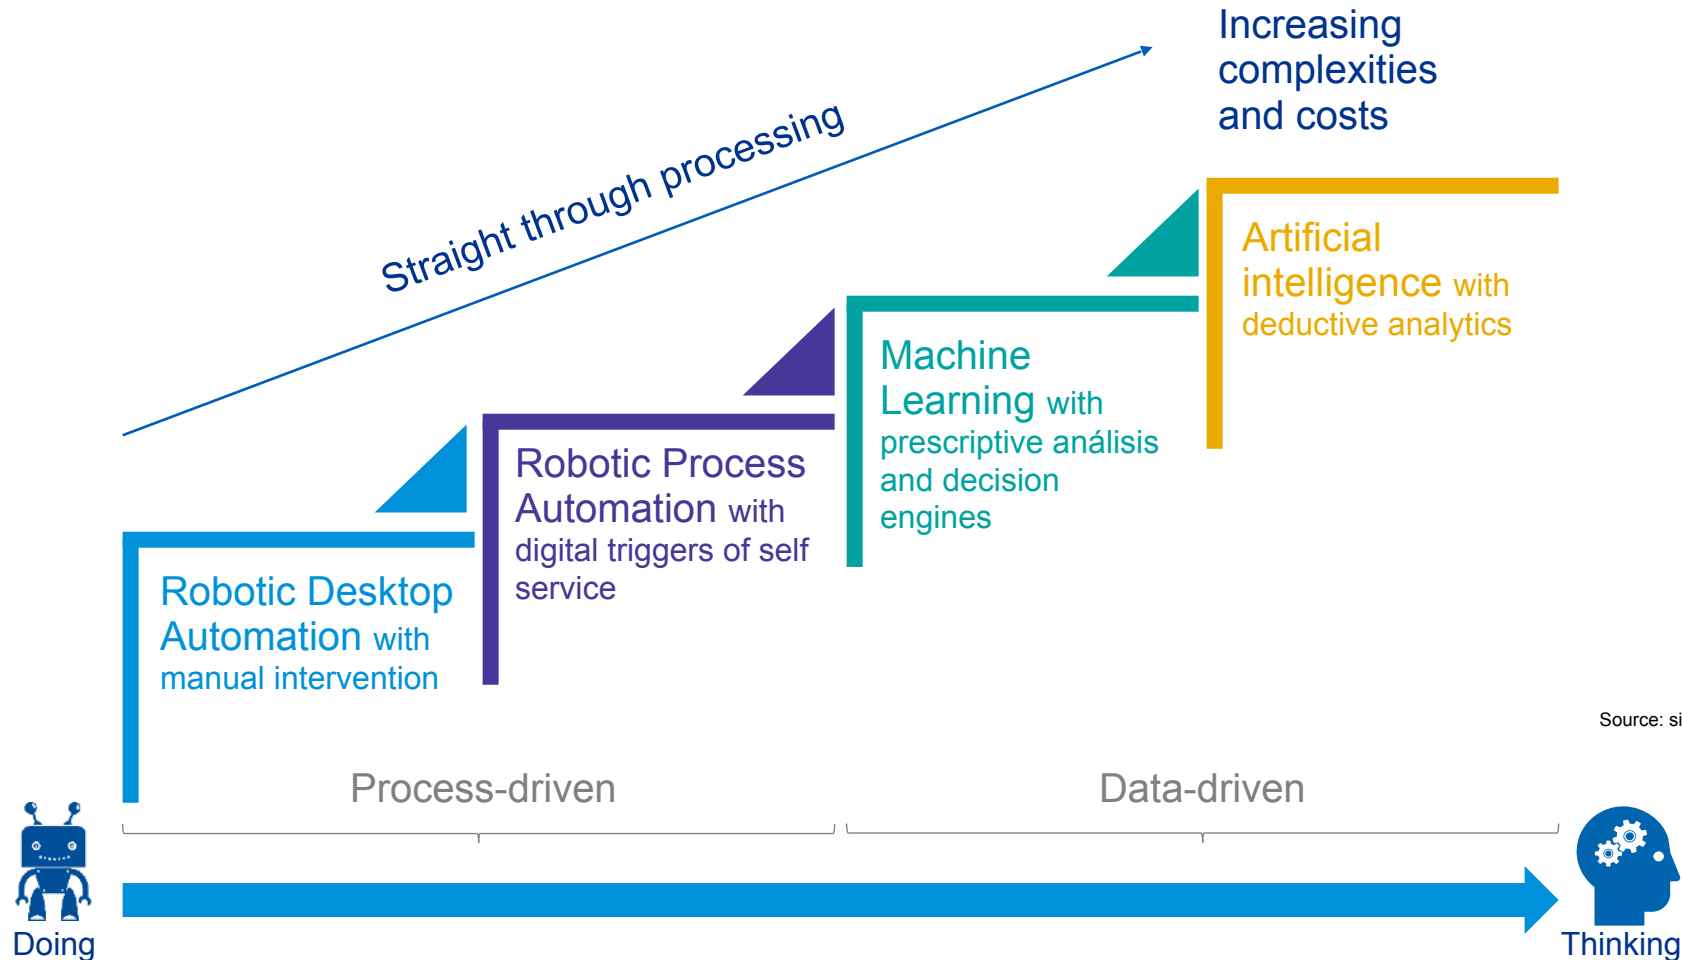 Increasing
complexities
and costs
Straight through processing
Artificial
intelligence with
deductive analytics
Machine
Learning with
prescriptive análisis
and decision
engines
Robotic Process
Automation with
digital triggers of self
service
Robotic Desktop
Automation with
manual intervention
Source: si
Process-driven
Data-driven
Doing
Thinking